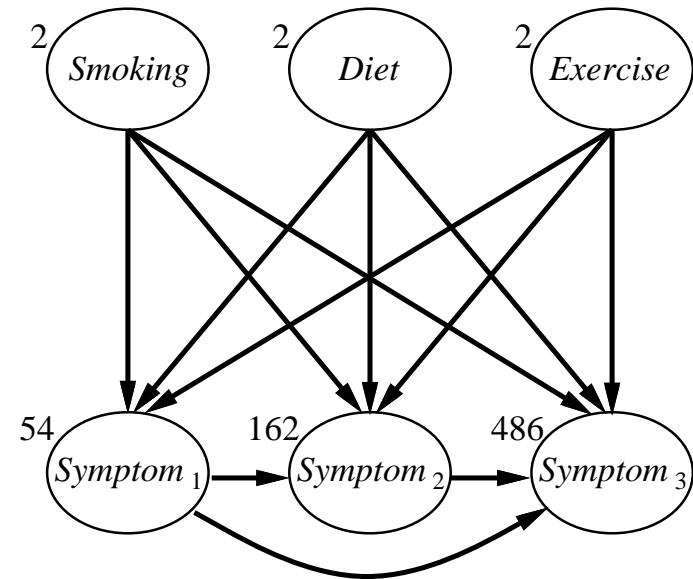 2 Smoking
2 Diet
2 Exercise
54 Symptom 1
162 Symptom 2
486 Symptom 3